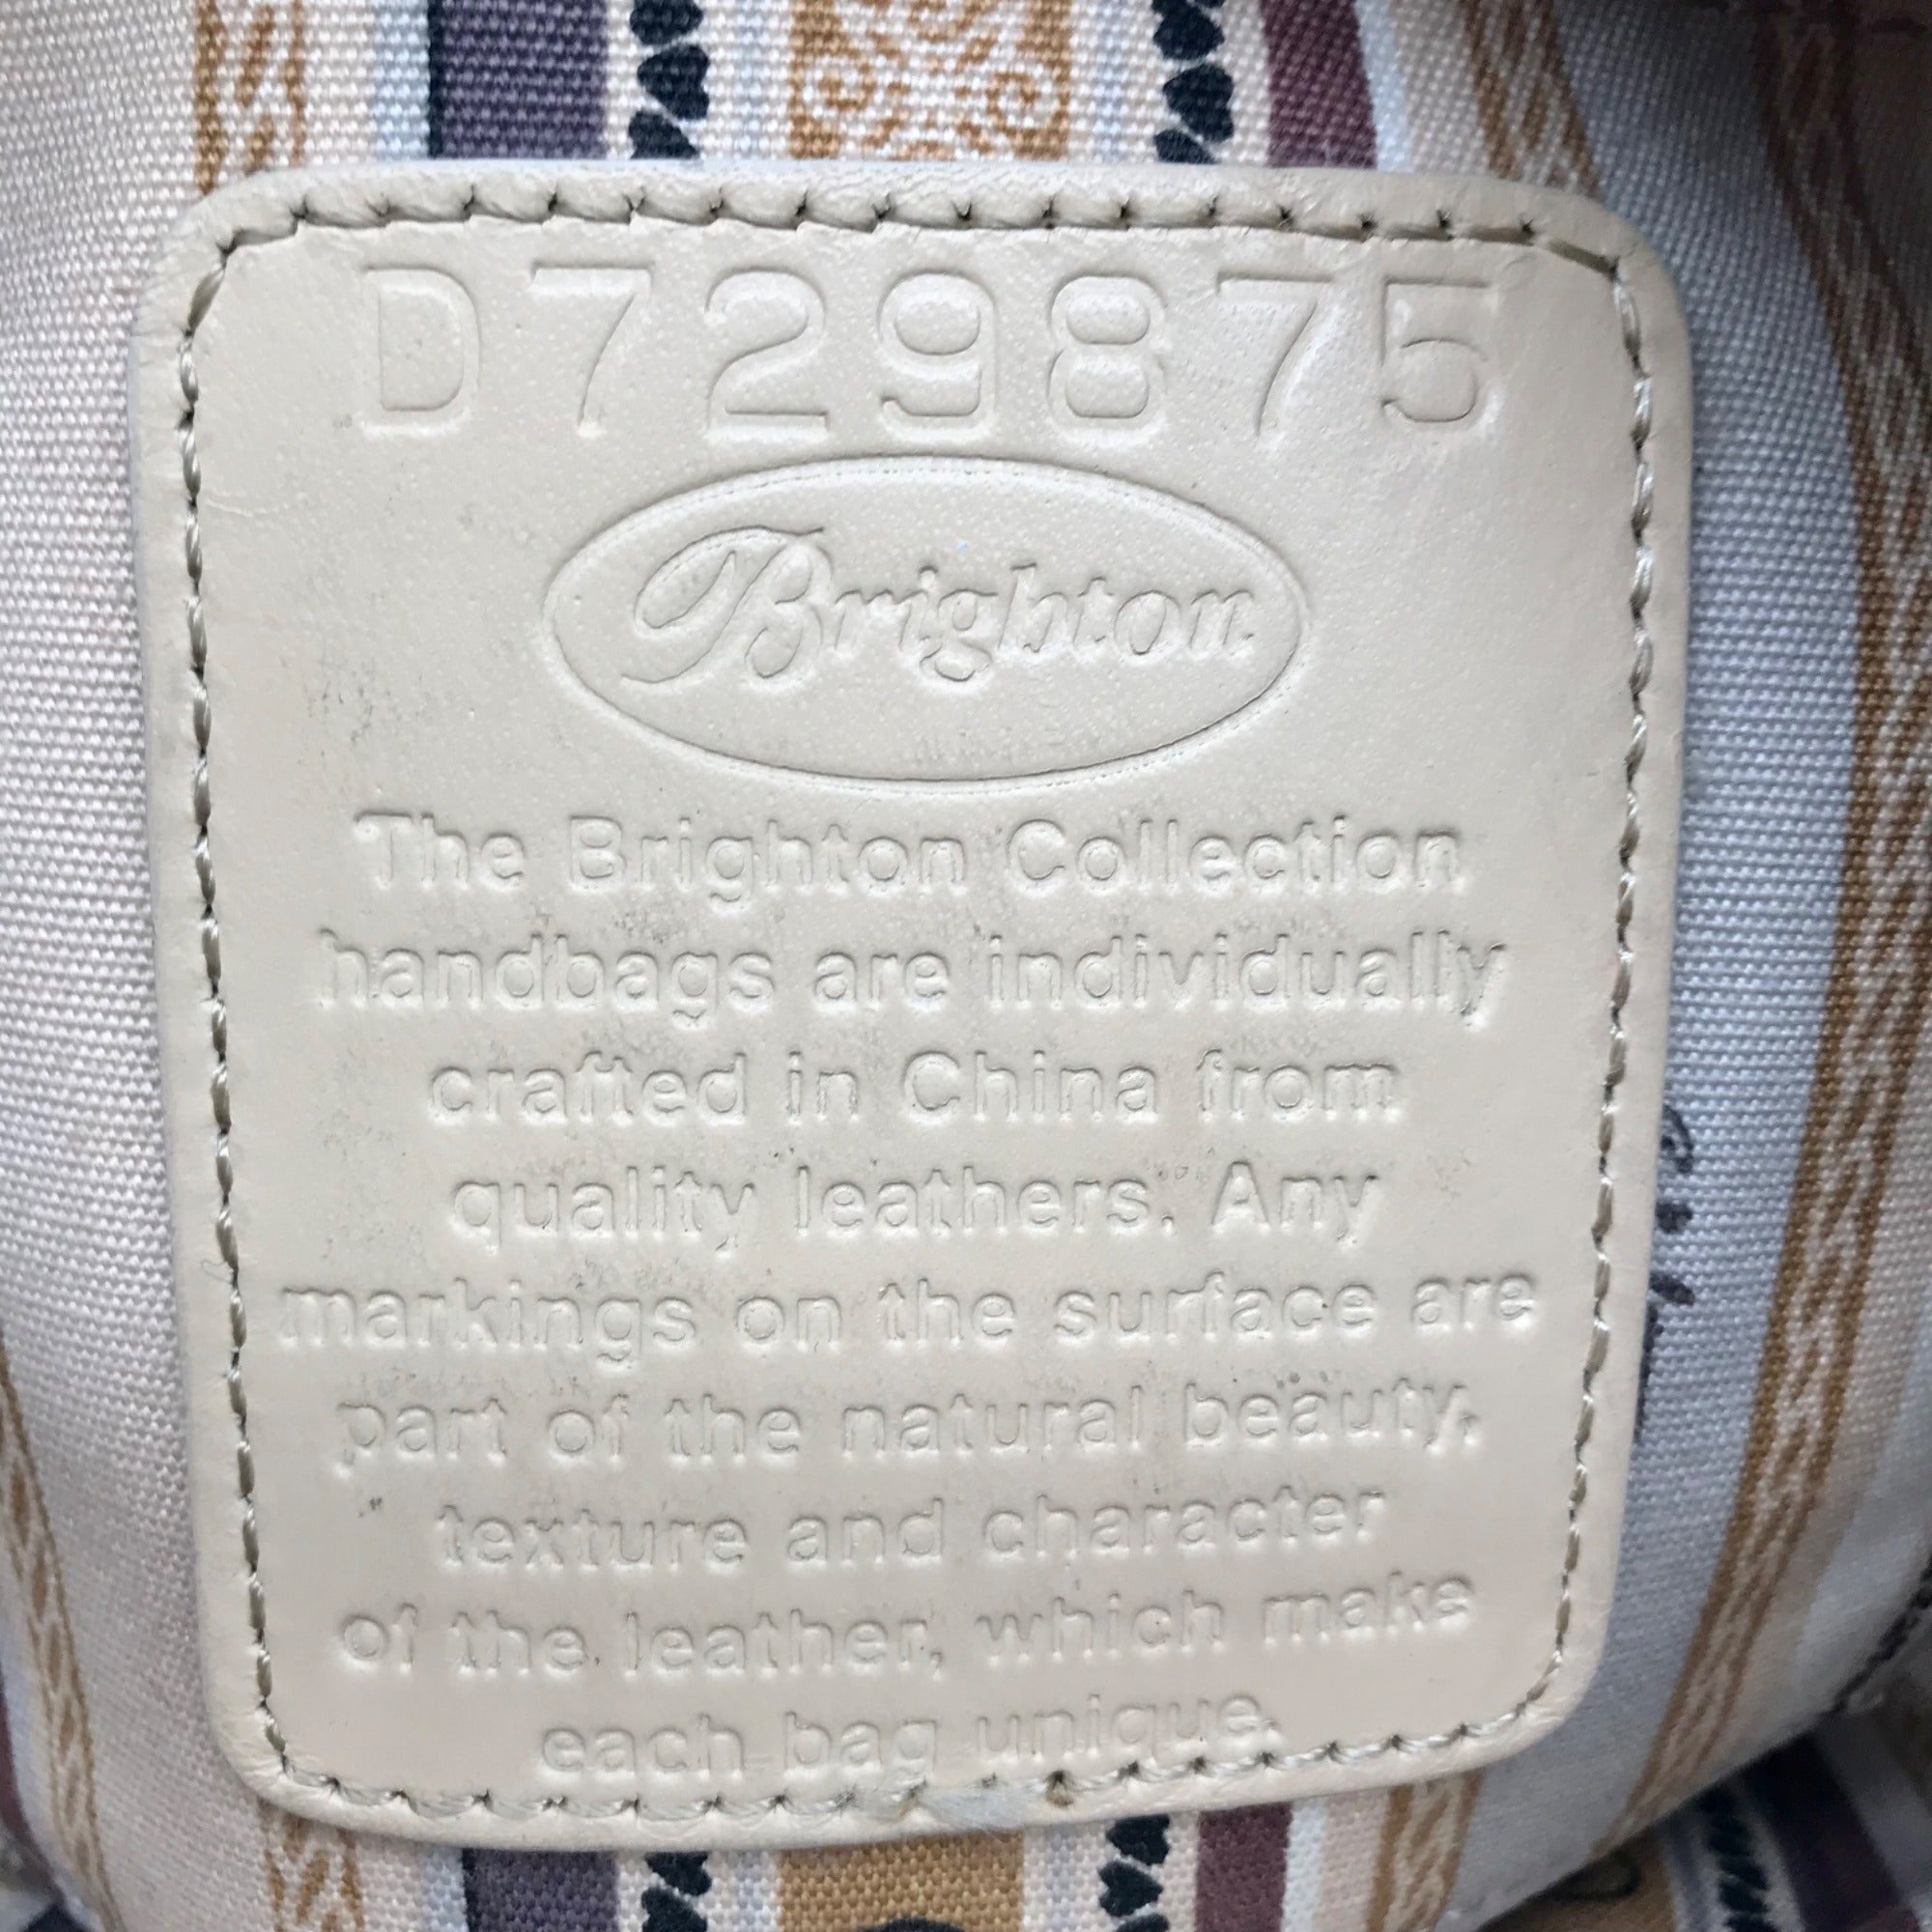 D729875
Brighton
The Brighton Collection
handbags are individually
crafted in China from
quality leathers. Any
markings on the surface are
part of the natural beauty,
texture and character
of the leather, which make
each bag unique.